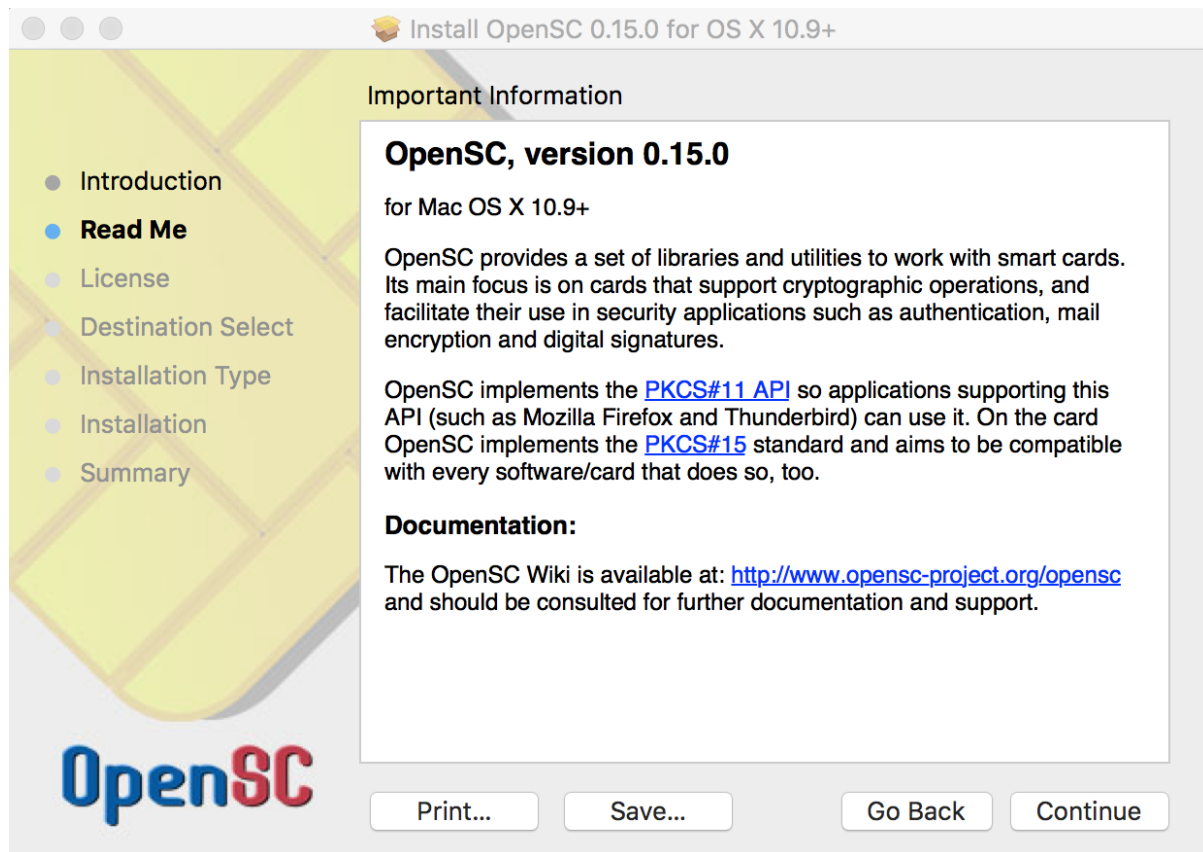 Install OpenSC 0.15.0 for OS X 10.9+
Important Information
Introduction
Read Me
License
Destination Select
Installation Type
Installation
Summary
OpenSC, version 0.15.0
for Mac OS X 10.9+
OpenSC provides a set of libraries and utilities to work with smart cards.
Its main focus is on cards that support cryptographic operations, and
facilitate their use in security applications such as authentication, mail
encryption and digital signatures.
OpenSC implements the PKCS#11 API so applications supporting this
API (such as Mozilla Firefox and Thunderbird) can use it. On the card
OpenSC implements the PKCS#15 standard and aims to be compatible
with every software/card that does so, too.
Documentation:
The OpenSC Wiki is available at: http://www.opensc-project.org/opensc
and should be consulted for further documentation and support.
OpenSC
Print...
Save...
Go Back
Continue